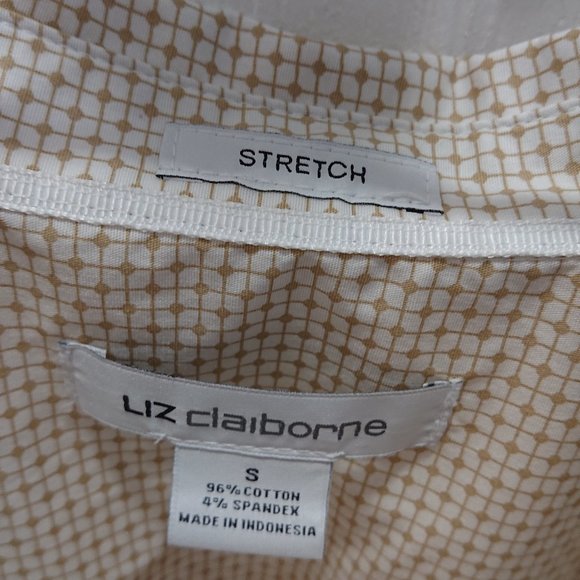 STRETCH
LIZ claiborne
S
96% COTTON
4% SPANDEX
MADE IN INDONESIA